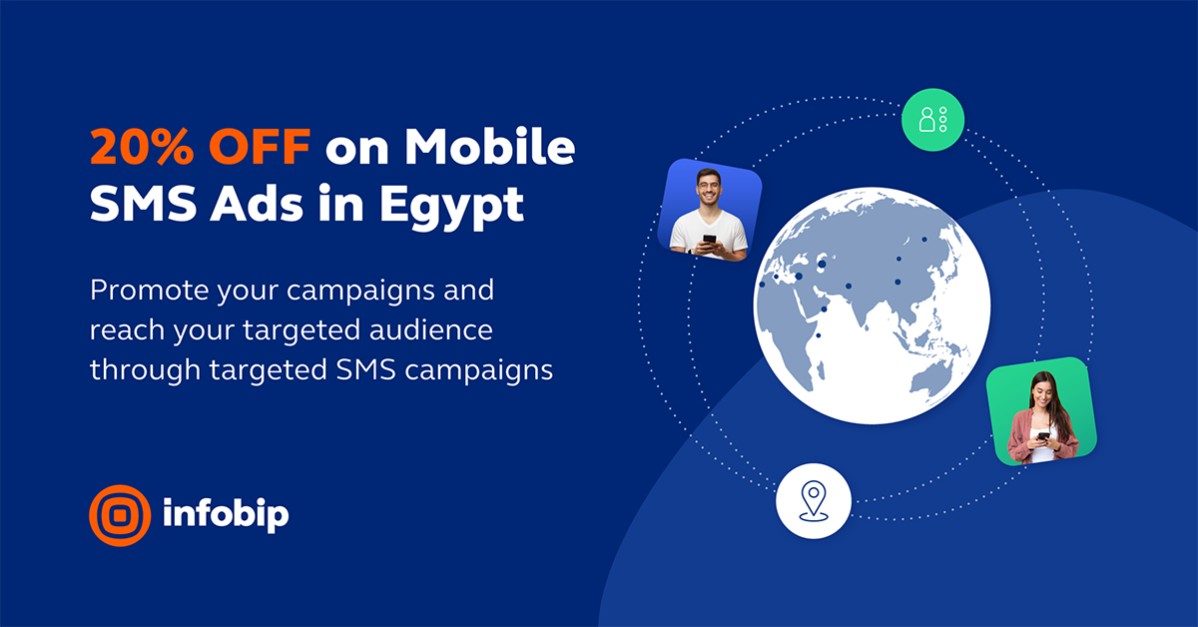 20% OFF on Mobile
SMS Ads in Egypt
Promote your campaigns and
reach your targeted audience
through targeted SMS campaigns
infobip